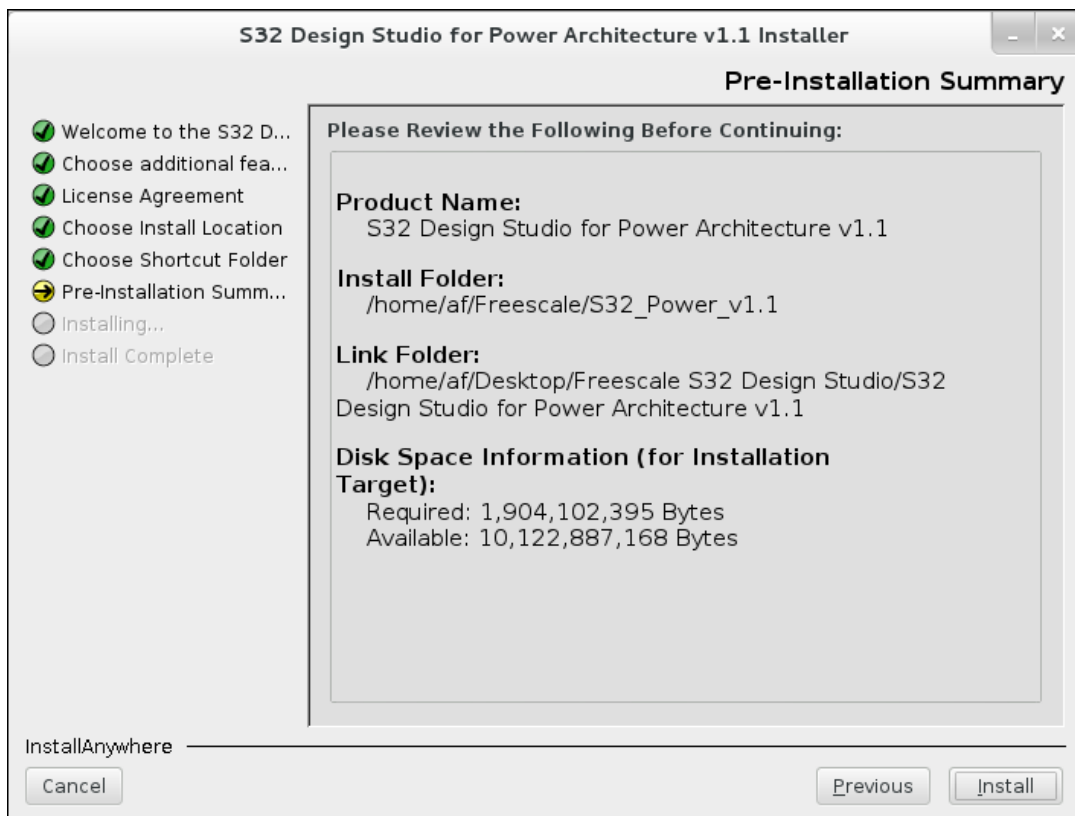 S32 Design Studio for Power Architecture v1.1 Installer
Pre-Installation Summary
Welcome to the S32 D...
Choose additional fea...
License Agreement
Choose Install Location
Choose Shortcut Folder
Pre-Installation Summ...
Installing...
Install Complete
Please Review the Following Before Continuing:
Product Name:
S32 Design Studio for Power Architecture v1.1
Install Folder:
/home/af/Freescale/S32_Power_v1.1
Link Folder:
/home/af/Desktop/Freescale S32 Design Studio/S32
Design Studio for Power Architecture v1.1
Disk Space Information (for Installation
Target):
Required: 1,904,102,395 Bytes
Available: 10,122,887,168 Bytes
InstallAnywhere
Cancel
Previous
Install